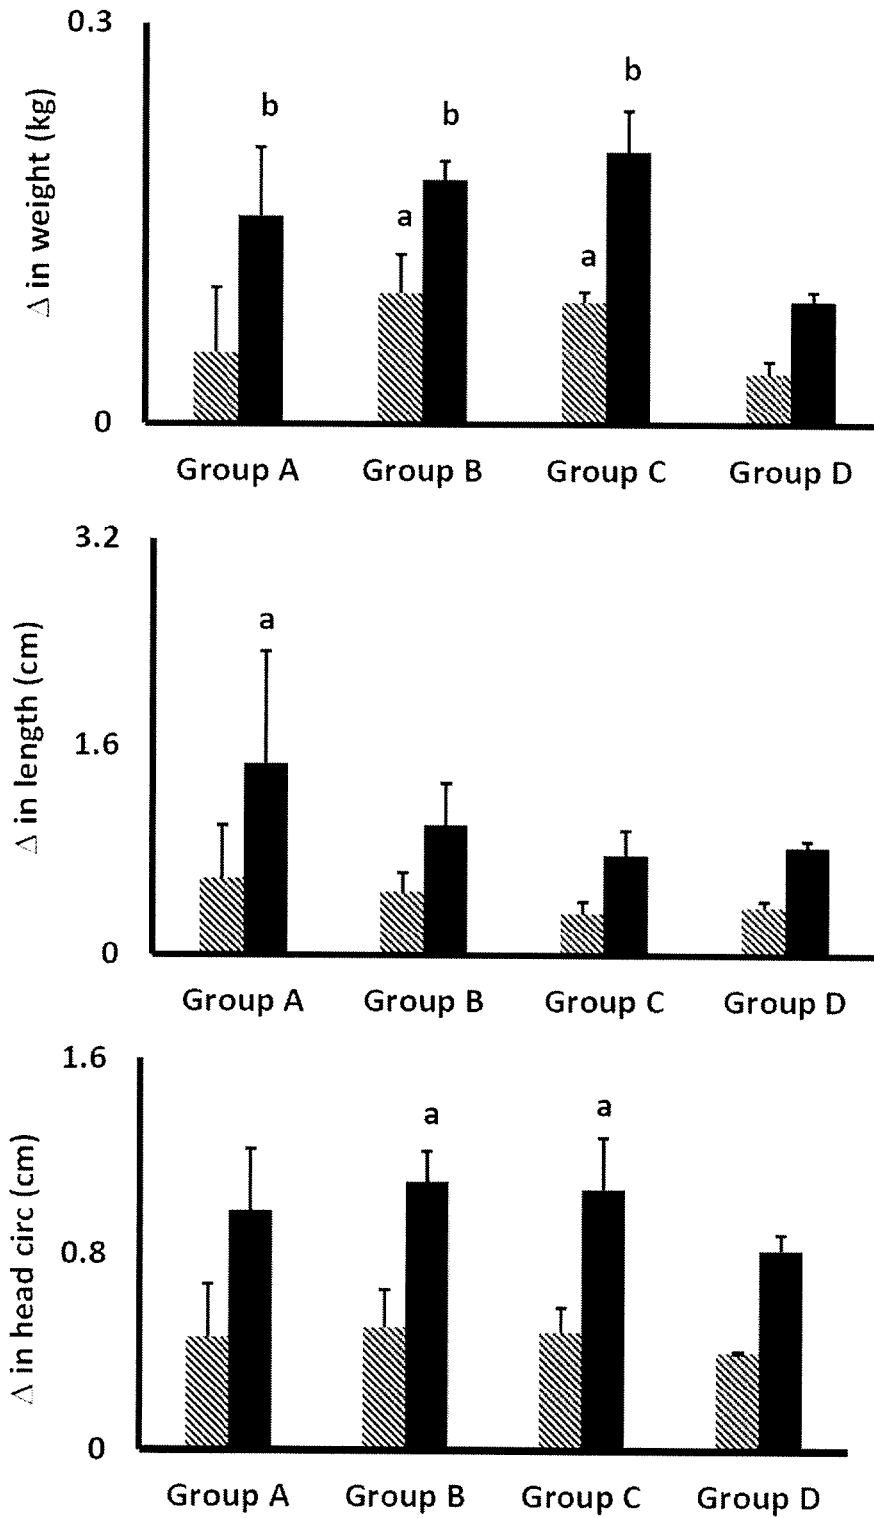 0.3
Δ in weight (kg)
b
b
b
a
a
0
Group A Group B Group C Group D
3.2
Δ in length (cm)
a
1.6
0
Group A Group B Group C Group D
1.6
Δ in head circ (cm)
a
a
0.8
0
Group A Group B Group C Group D